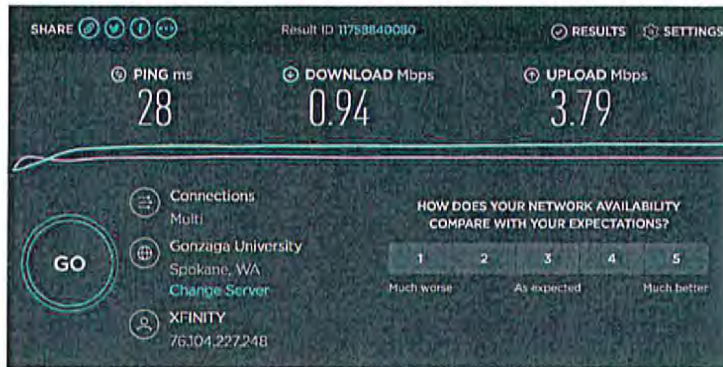 SHARE Result ID 11758840080 RESULTS SETTINGS
PING ms DOWNLOAD Mbps UPLOAD Mbps
28 0.94 3.79
Connections
Multi
Gonzaga University
Spokane, WA
Change Server
XFINITY
76.104.227.248
GO
HOW DOES YOUR NETWORK AVAILABILITY
COMPARE WITH YOUR EXPECTATIONS?
1 2 3 4 5
Much worse As expected Much better